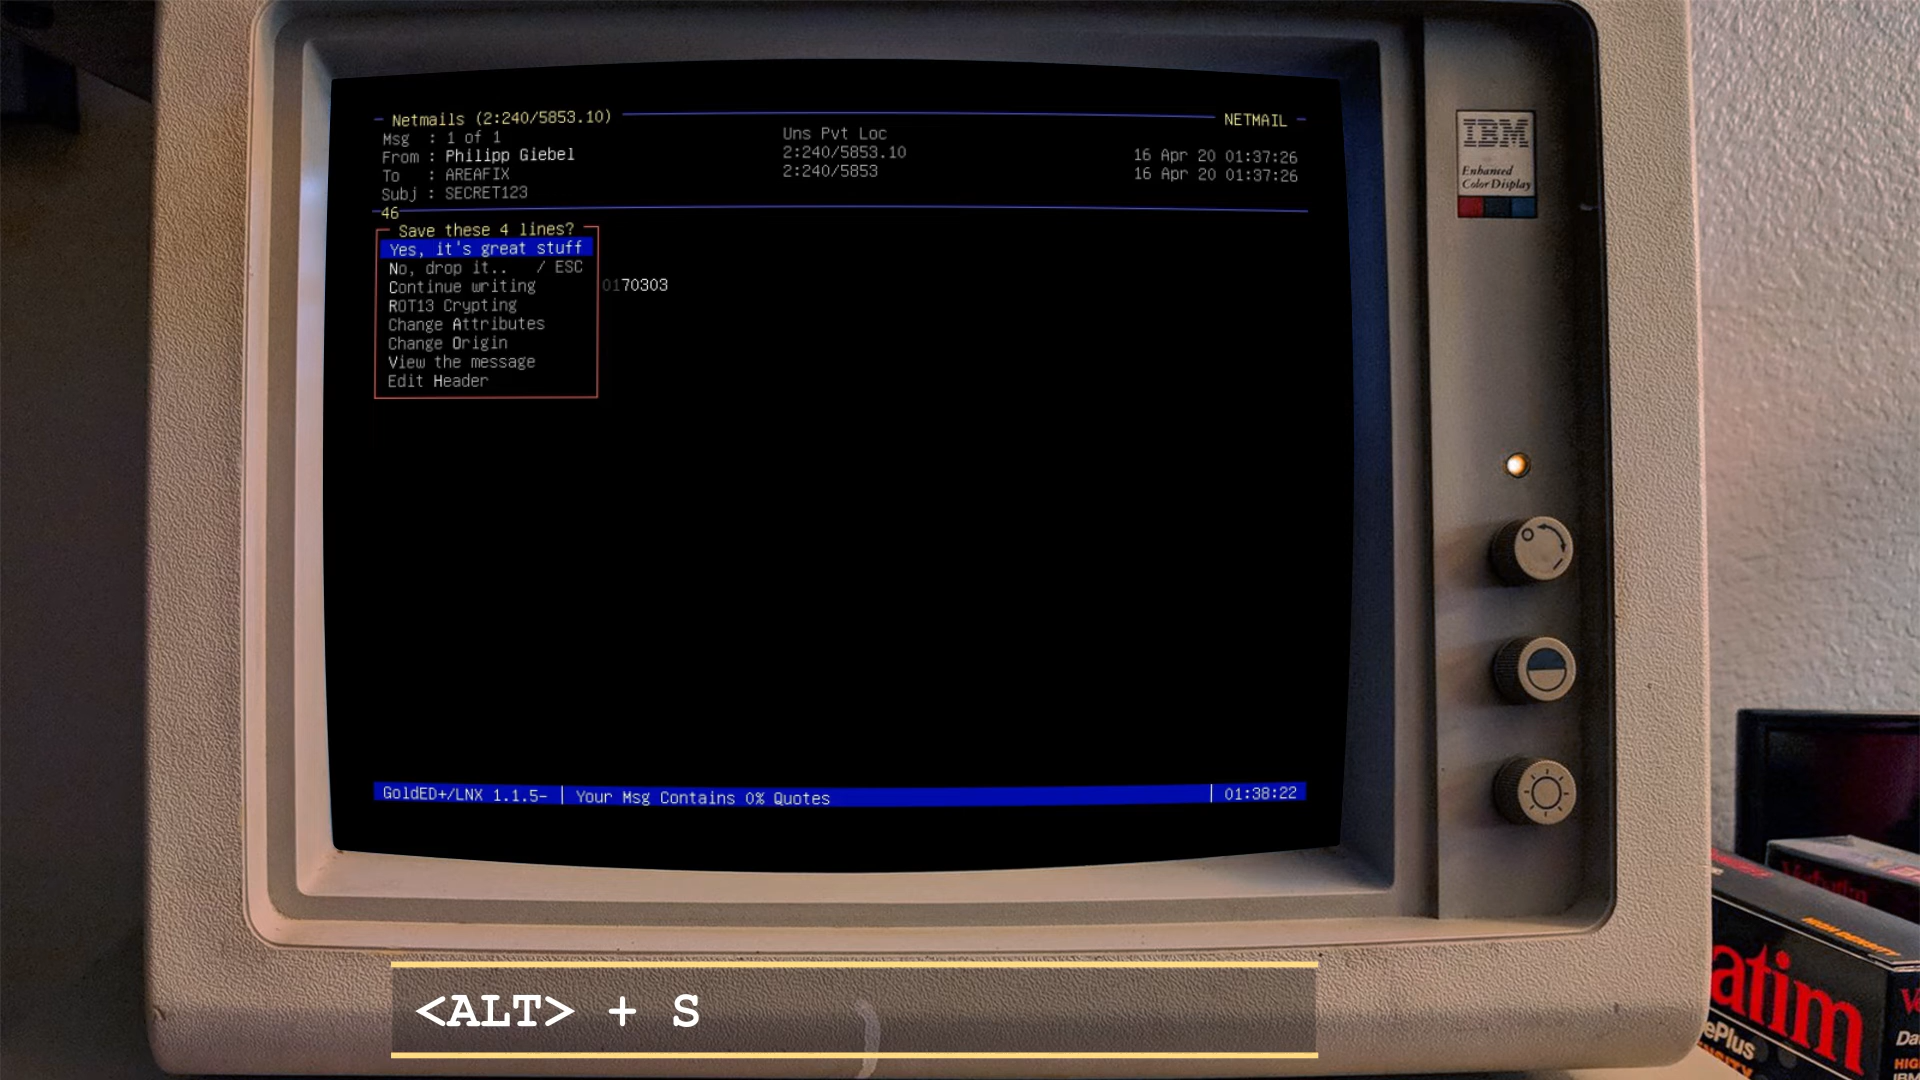 Netmails (2:240/5853.10) NETMAIL
Msg : 1 of 1 Uns Pvt Loc
From : Philipp Giebel 2:240/5853.10 16 Apr 20 01:37:26
To : AREAFIX 2:240/5853 16 Apr 20 01:37:26
Subj : SECRET123
46
Save these 4 lines?
Yes, it's great stuff
No, drop it.. / ESC
Continue writing
0170303
ROT13 Crypting
Change Attributes
Change Origin
View the message
Edit Header
GoldED+/LNX 1.1.5- | Your Msg Contains 0% Quotes | 01:38:22
IBM
Enhanced
Color Display
<ALT> + S
Verbatim
HIGH DENSITY
atim
ePlus